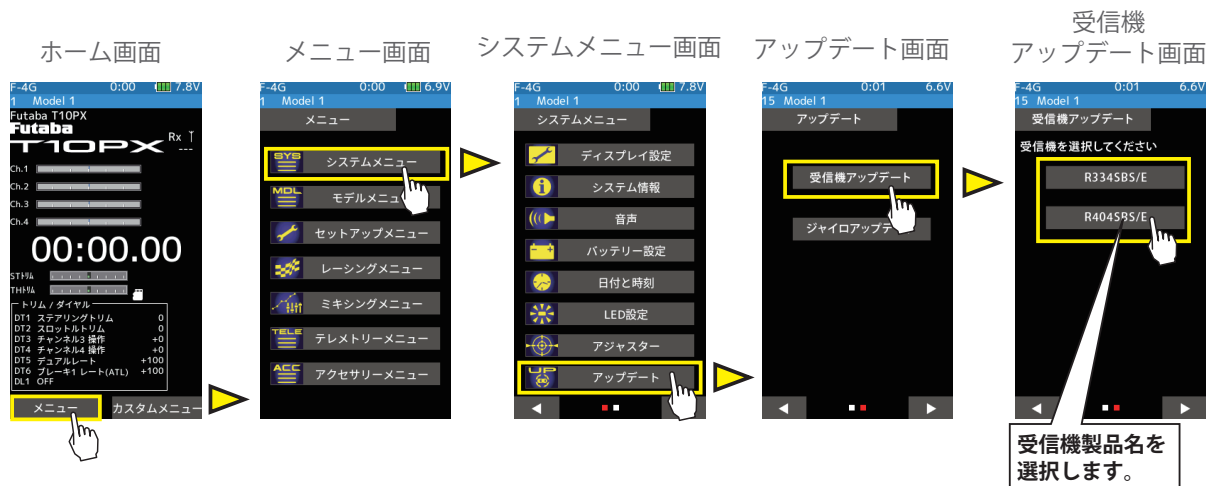 ホーム画面
F-4G 0:00 7.8V
1 Model 1
Futaba T10PX
Futaba
T10PX
Rx
---
Ch.1
Ch.2
Ch.3
Ch.4
00:00.00
STトリム
THトリム
トリム / ダイヤル
DT1 ステアリングトリム 0
DT2 スロットルトリム 0
DT3 チャンネル3 操作 +0
DT4 チャンネル4 操作 +0
DT5 デュアルレート +100
DT6 ブレーキ1 レート(ATL) +100
DL1 OFF
メニュー カスタムメニュー
メニュー画面
F-4G 0:00 6.9V
1 Model 1
メニュー
SYS システムメニュー
MDL モデルメニュ
セットアップメニュー
レーシングメニュー
ミキシングメニュー
TELE テレメトリーメニュー
ACC アクセサリーメニュー
システムメニュー画面
F-4G 0:00 7.8V
1 Model 1
システムメニュー
ディスプレイ設定
システム情報
音声
バッテリー設定
日付と時刻
LED設定
アジャスター
UP アップデート
アップデート画面
F-4G 0:01 6.6V
15 Model 1
アップデート
受信機アップデート
ジャイロアップデ
受信機
アップデート画面
F-4G 0:01 6.6V
15 Model 1
受信機アップデート
受信機を選択してください
R334SBS/E
R404SBS/E
受信機製品名を
選択します。